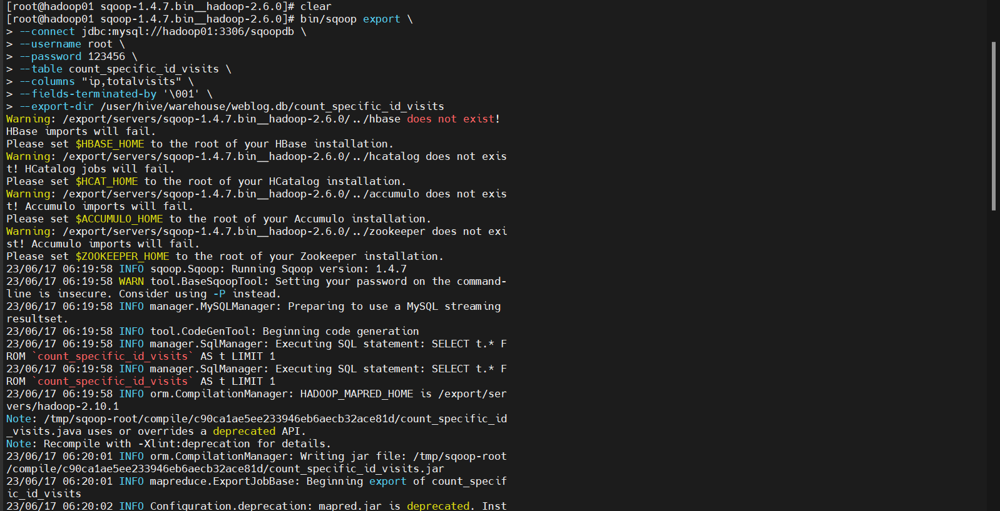 [root@hadoop01 sqoop-1.4.7.bin__hadoop-2.6.0]# clear
[root@hadoop01 sqoop-1.4.7.bin__hadoop-2.6.0]# bin/sqoop export \
> --connect jdbc:mysql://hadoop01:3306/sqoopdb \
> --username root \
> --password 123456 \
> --table count_specific_id_visits \
> --columns "ip,totalvisits" \
> --fields-terminated-by '\001' \
> --export-dir /user/hive/warehouse/weblog.db/count_specific_id_visits
Warning: /export/servers/sqoop-1.4.7.bin__hadoop-2.6.0/../hbase does not exist!
HBase imports will fail.
Please set $HBASE_HOME to the root of your HBase installation.
Warning: /export/servers/sqoop-1.4.7.bin__hadoop-2.6.0/../hcatalog does not exis
t! HCatalog jobs will fail.
Please set $HCAT_HOME to the root of your HCatalog installation.
Warning: /export/servers/sqoop-1.4.7.bin__hadoop-2.6.0/../accumulo does not exis
t! Accumulo imports will fail.
Please set $ACCUMULO_HOME to the root of your Accumulo installation.
Warning: /export/servers/sqoop-1.4.7.bin__hadoop-2.6.0/../zookeeper does not exi
st! Accumulo imports will fail.
Please set $ZOOKEEPER_HOME to the root of your Zookeeper installation.
23/06/17 06:19:58 INFO sqoop.Sqoop: Running Sqoop version: 1.4.7
23/06/17 06:19:58 WARN tool.BaseSqoopTool: Setting your password on the command-
line is insecure. Consider using -P instead.
23/06/17 06:19:58 INFO manager.MySQLManager: Preparing to use a MySQL streaming
resultset.
23/06/17 06:19:58 INFO tool.CodeGenTool: Beginning code generation
23/06/17 06:19:58 INFO manager.SqlManager: Executing SQL statement: SELECT t.* F
ROM `count_specific_id_visits` AS t LIMIT 1
23/06/17 06:19:58 INFO manager.SqlManager: Executing SQL statement: SELECT t.* F
ROM `count_specific_id_visits` AS t LIMIT 1
23/06/17 06:19:58 INFO orm.CompilationManager: HADOOP_MAPRED_HOME is /export/ser
vers/hadoop-2.10.1
Note: /tmp/sqoop-root/compile/c90ca1ae5ee233946eb6aecb32ace81d/count_specific_id
_visits.java uses or overrides a deprecated API.
Note: Recompile with -Xlint:deprecation for details.
23/06/17 06:20:01 INFO orm.CompilationManager: Writing jar file: /tmp/sqoop-root
/compile/c90ca1ae5ee233946eb6aecb32ace81d/count_specific_id_visits.jar
23/06/17 06:20:01 INFO mapreduce.ExportJobBase: Beginning export of count_specif
ic_id_visits
23/06/17 06:20:02 INFO Configuration.deprecation: mapred.jar is deprecated. Inst